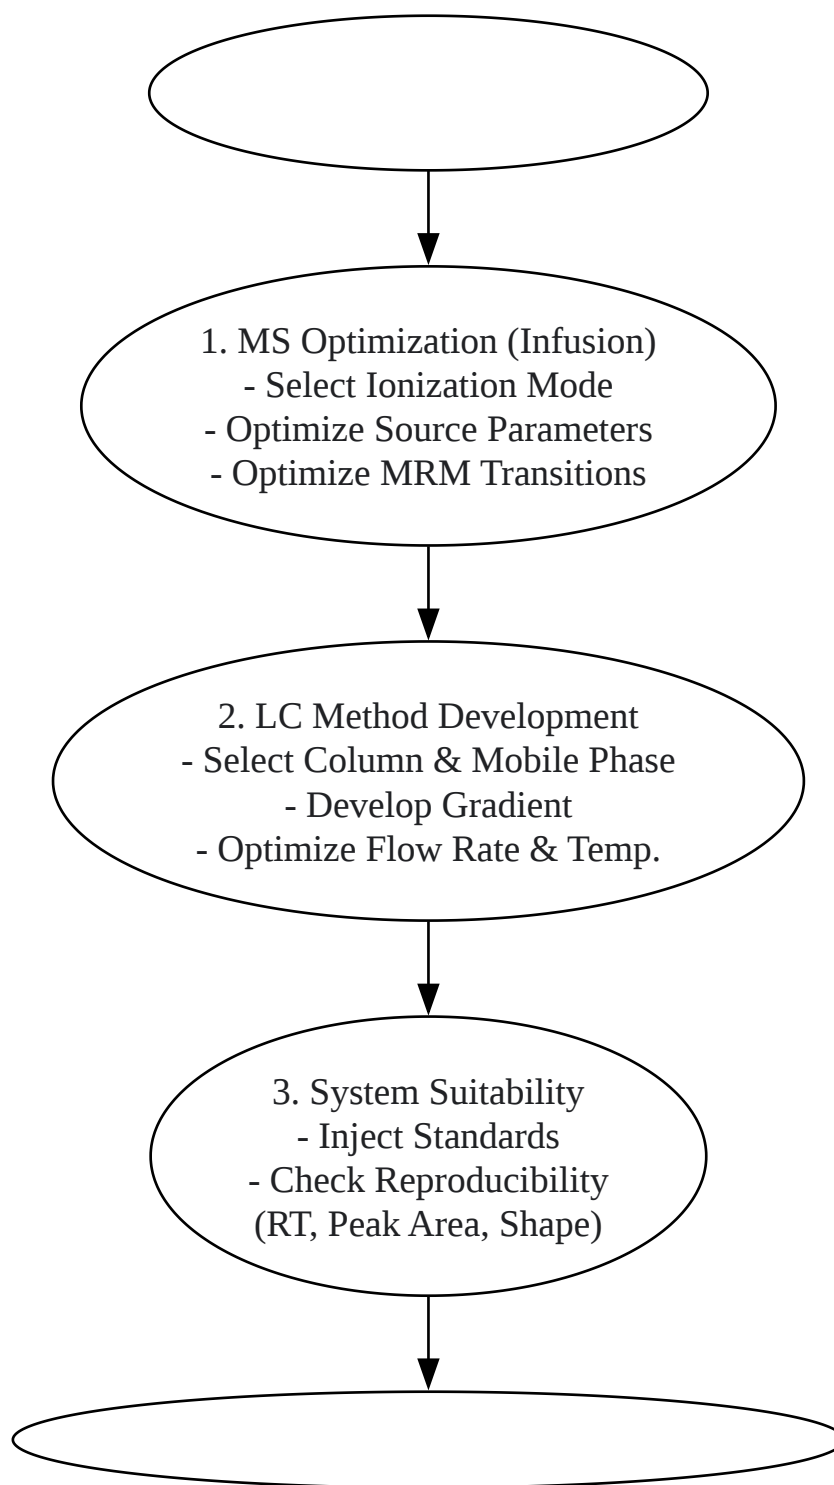 1. MS Optimization (Infusion)
- Select Ionization Mode
- Optimize Source Parameters
- Optimize MRM Transitions
2. LC Method Development
- Select Column & Mobile Phase
- Develop Gradient
- Optimize Flow Rate & Temp.
3. System Suitability
- Inject Standards
- Check Reproducibility
(RT, Peak Area, Shape)